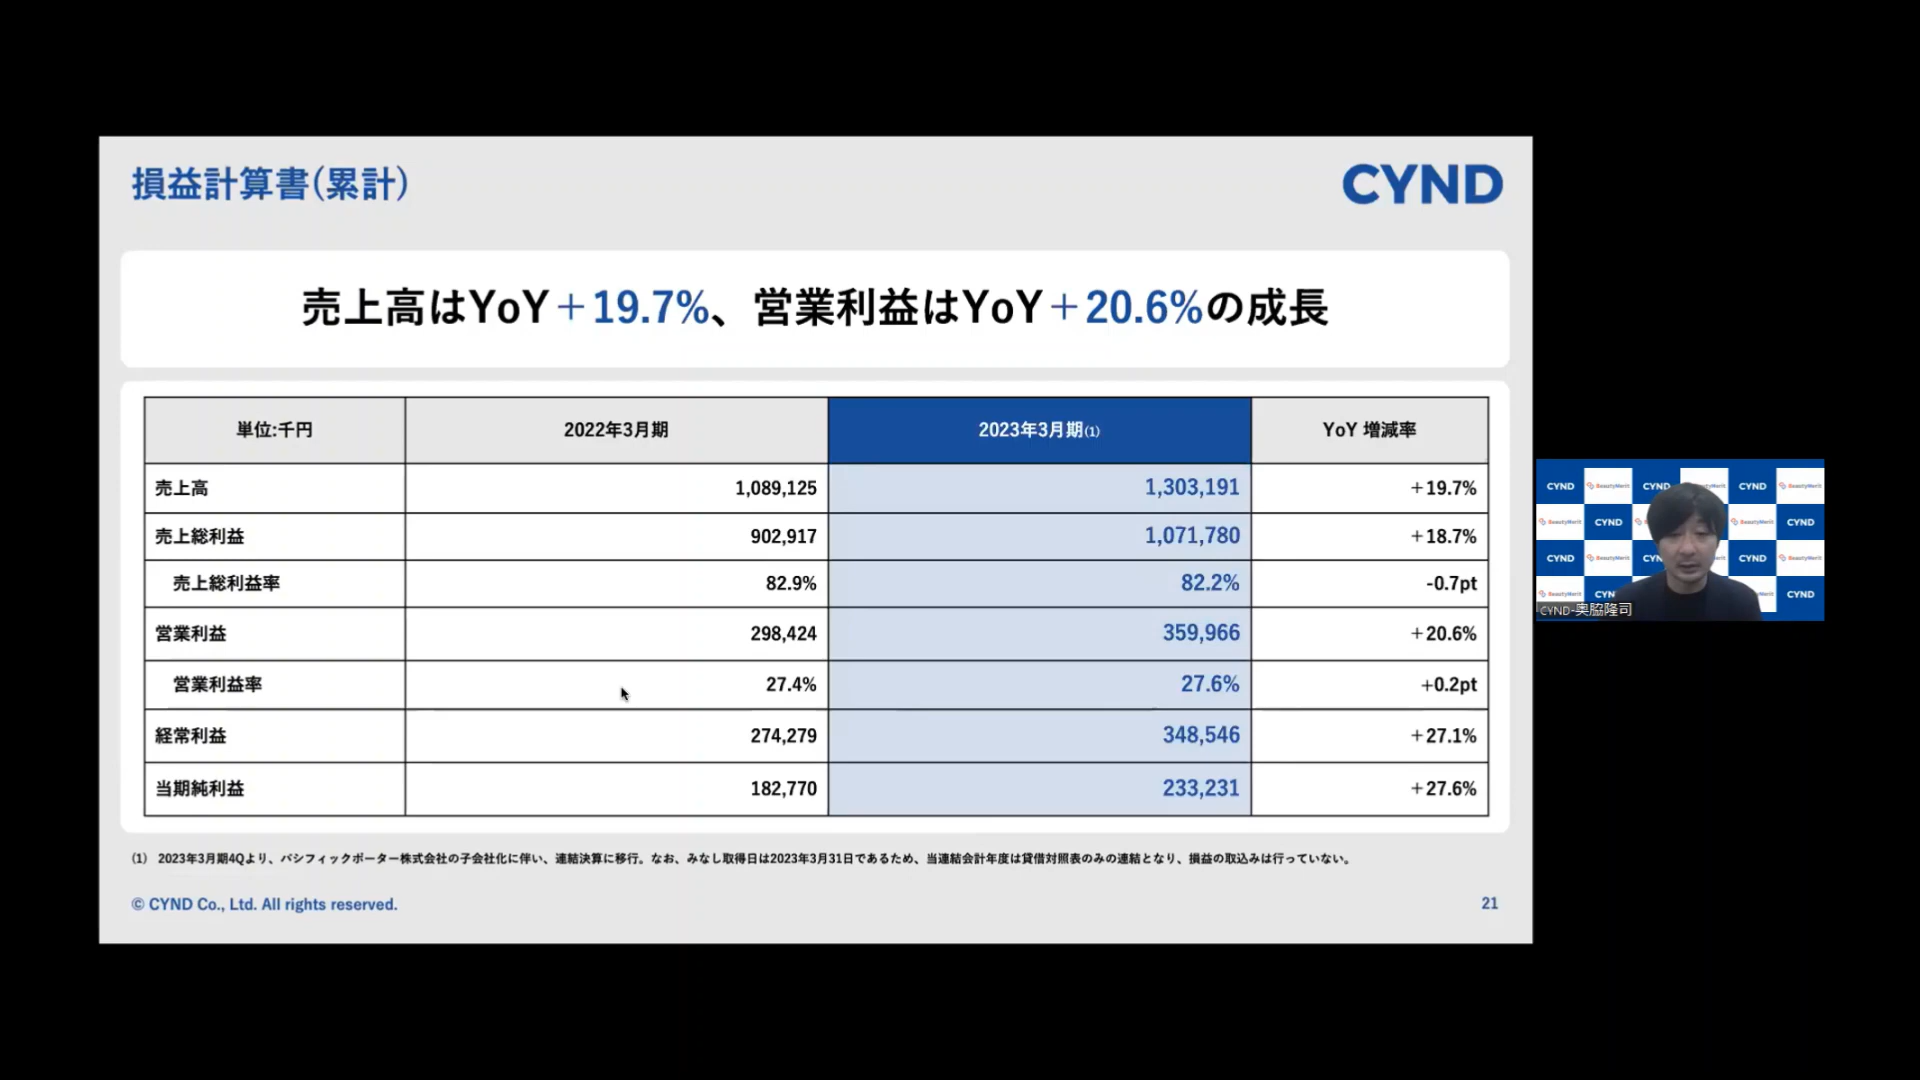 損益計算書(累計)
CYND
売上高はYoY＋19.7%、営業利益はYoY＋20.6%の成長
単位:千円 2022年3月期 2023年3月期(1) YoY 増減率
売上高 1,089,125 1,303,191 ＋19.7%
売上総利益 902,917 1,071,780 ＋18.7%
売上総利益率 82.9% 82.2% -0.7pt
営業利益 298,424 359,966 ＋20.6%
営業利益率 27.4% 27.6% +0.2pt
経常利益 274,279 348,546 ＋27.1%
当期純利益 182,770 233,231 ＋27.6%
(1) 2023年3月期4Qより、パシフィックポーター株式会社の子会社化に伴い、連結決算に移行。なお、みなし取得日は2023年3月31日であるため、当連結会計年度は貸借対照表のみの連結となり、損益の取込みは行っていない。
© CYND Co., Ltd. All rights reserved.
21
CYND BeautyMerit CYND CYND BeautyMerit
BeautyMerit CYND BeautyMerit CYND
CYND BeautyMerit CYND BeautyMerit
BeautyMerit CYND
CYND-奥脇隆司